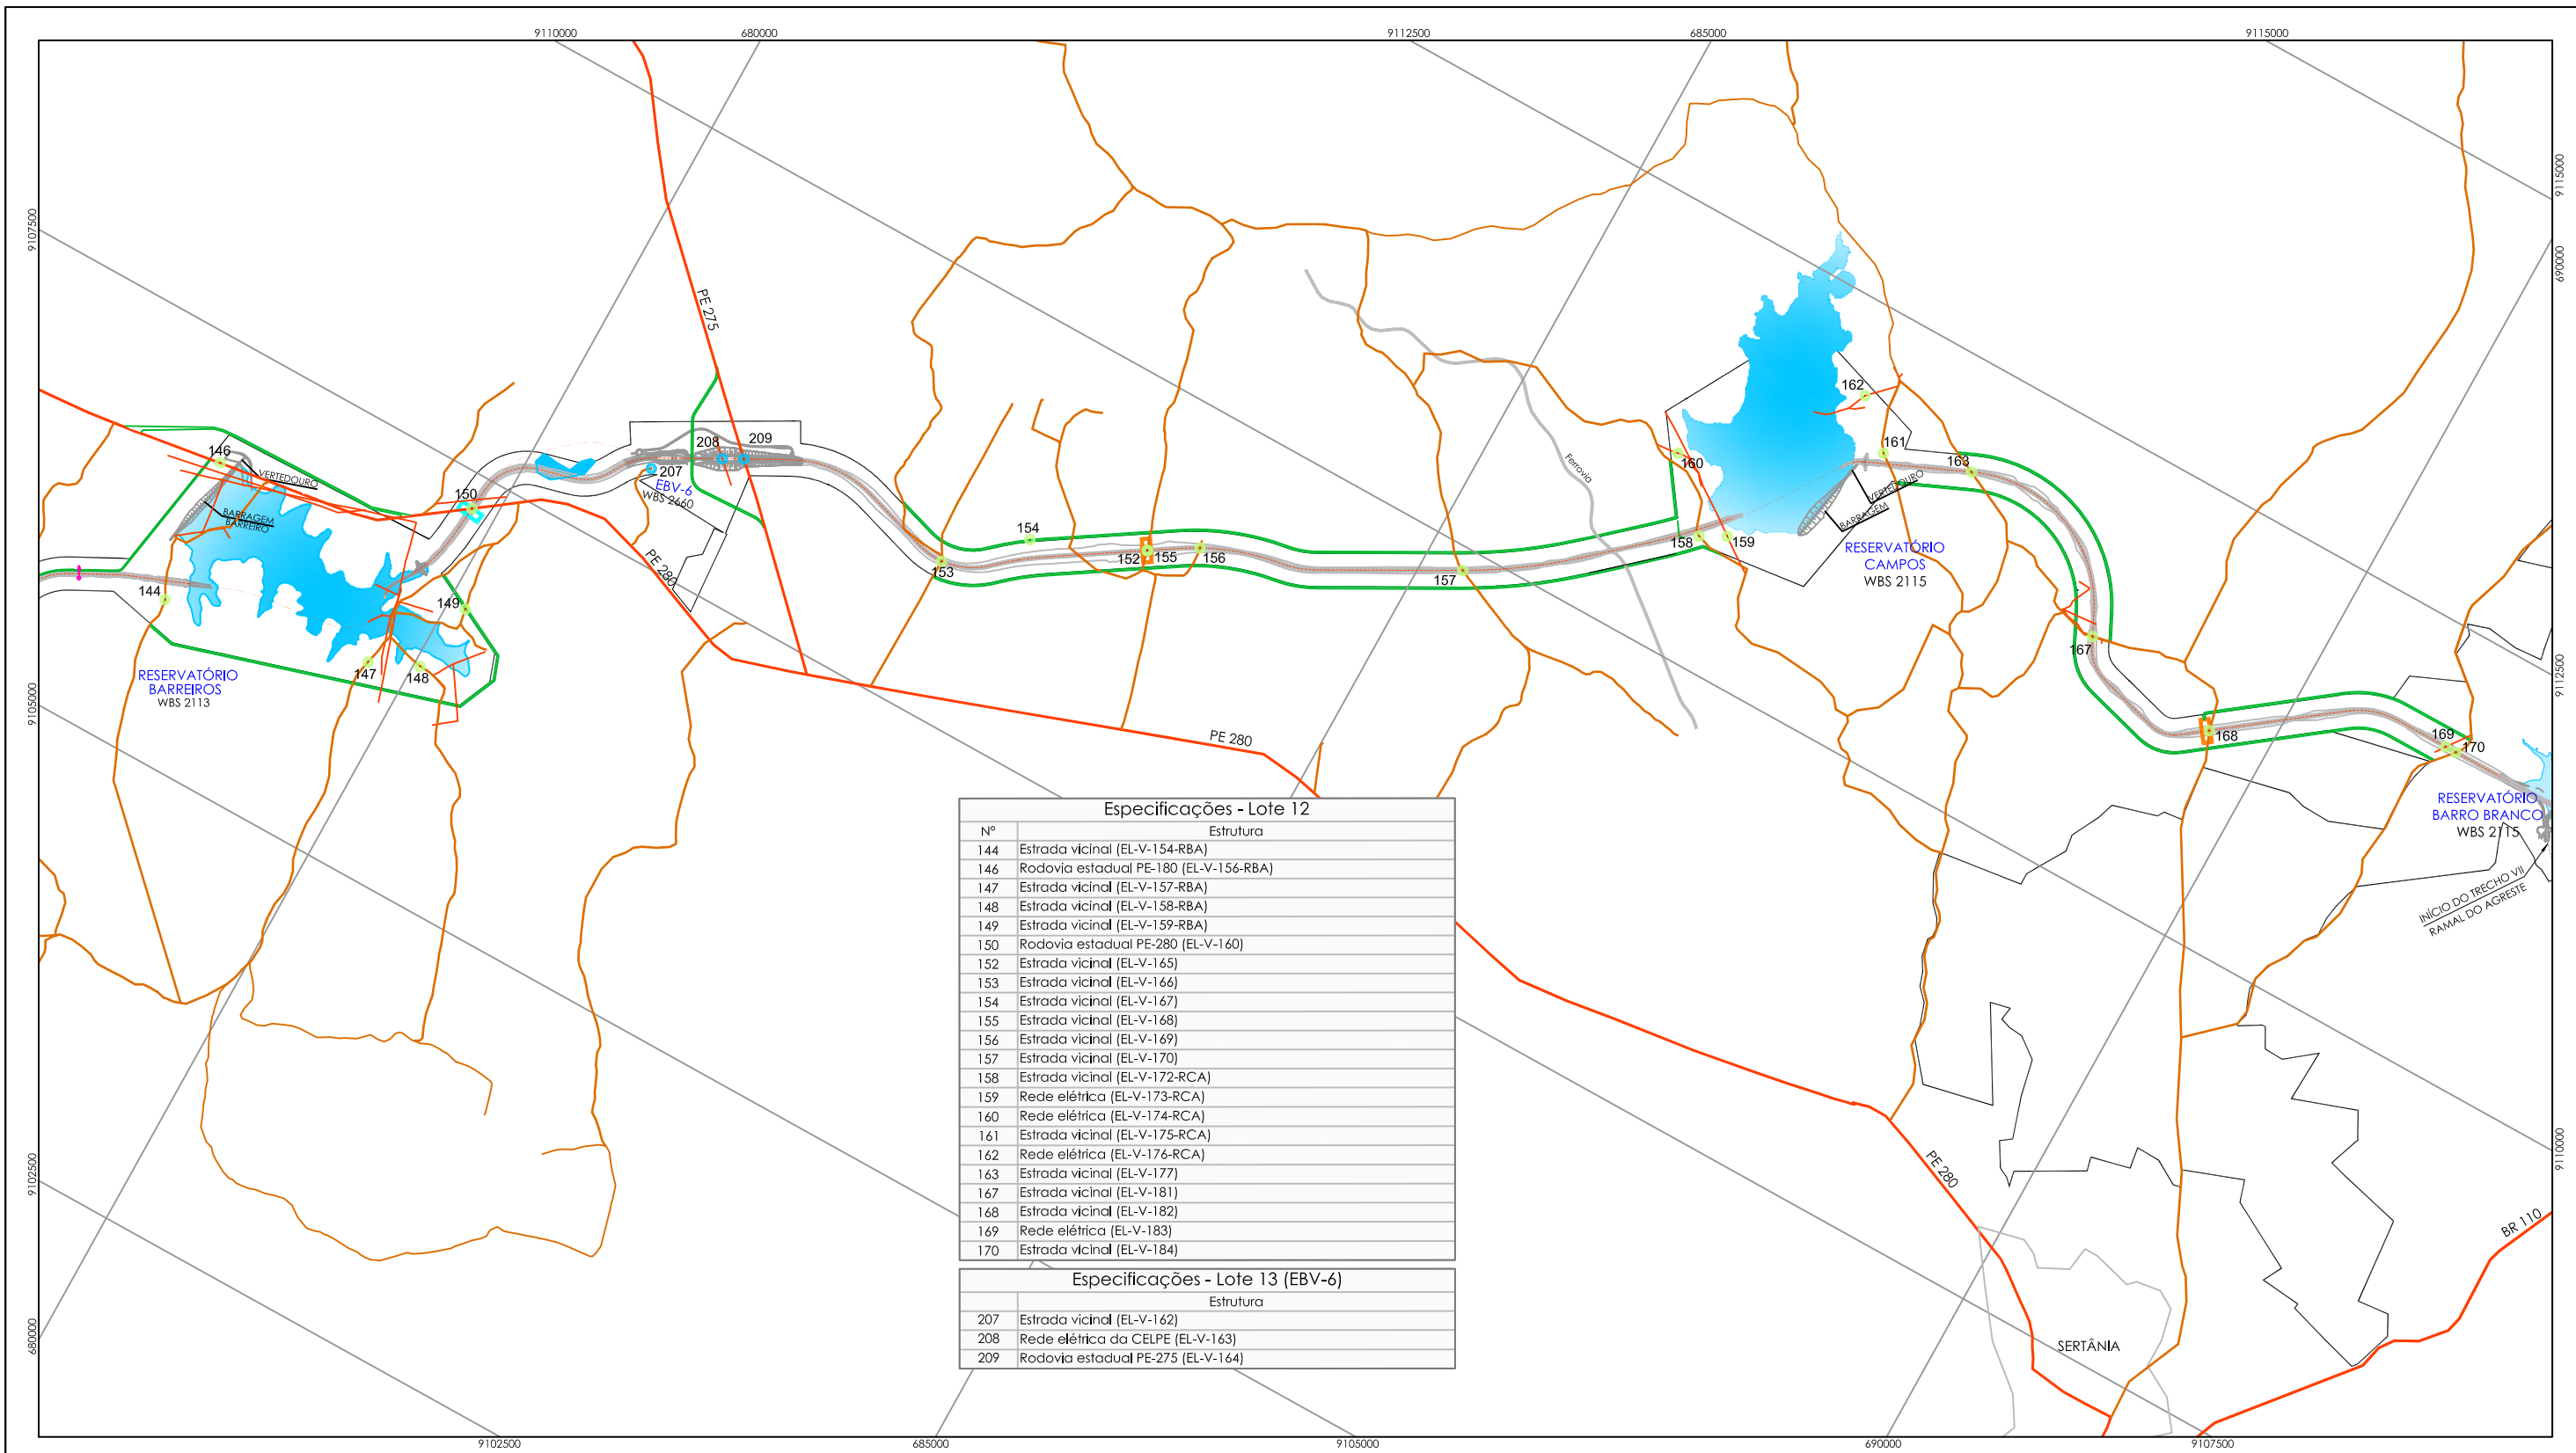 9110000
680000
9112500
685000
9115000
9107500
9105000
9102500
680000
9115000
690000
9112500
9110000
9102500
685000
9105000
690000
9107500
PE 275
146
VERTEDOURO
BARRAGEM
BARREIRO
150
144
149
147
148
RESERVATÓRIO
BARREIROS
WBS 2113
208
209
207
EBV-6
WBS 2660
PE 280
153
154
152
155
156
157
Ferrovia
PE 280
160
158
159
162
161
163
VERTEDOURO
BARRAGEM
RESERVATÓRIO
CAMPOS
WBS 2115
167
168
169
170
RESERVATÓRIO
BARRO BRANCO
WBS 2115
INÍCIO DO TRECHO VII
RAMAL DO AGRESTE
PE 280
BR 110
SERTÂNIA
Especificações - Lote 12
Nº Estrutura
144 Estrada vicinal (EL-V-154-RBA)
146 Rodovia estadual PE-180 (EL-V-156-RBA)
147 Estrada vicinal (EL-V-157-RBA)
148 Estrada vicinal (EL-V-158-RBA)
149 Estrada vicinal (EL-V-159-RBA)
150 Rodovia estadual PE-280 (EL-V-160)
152 Estrada vicinal (EL-V-165)
153 Estrada vicinal (EL-V-166)
154 Estrada vicinal (EL-V-167)
155 Estrada vicinal (EL-V-168)
156 Estrada vicinal (EL-V-169)
157 Estrada vicinal (EL-V-170)
158 Estrada vicinal (EL-V-172-RCA)
159 Rede elétrica (EL-V-173-RCA)
160 Rede elétrica (EL-V-174-RCA)
161 Estrada vicinal (EL-V-175-RCA)
162 Rede elétrica (EL-V-176-RCA)
163 Estrada vicinal (EL-V-177)
167 Estrada vicinal (EL-V-181)
168 Estrada vicinal (EL-V-182)
169 Rede elétrica (EL-V-183)
170 Estrada vicinal (EL-V-184)
Especificações - Lote 13 (EBV-6)
Estrutura
207 Estrada vicinal (EL-V-162)
208 Rede elétrica da CELPE (EL-V-163)
209 Rodovia estadual PE-275 (EL-V-164)